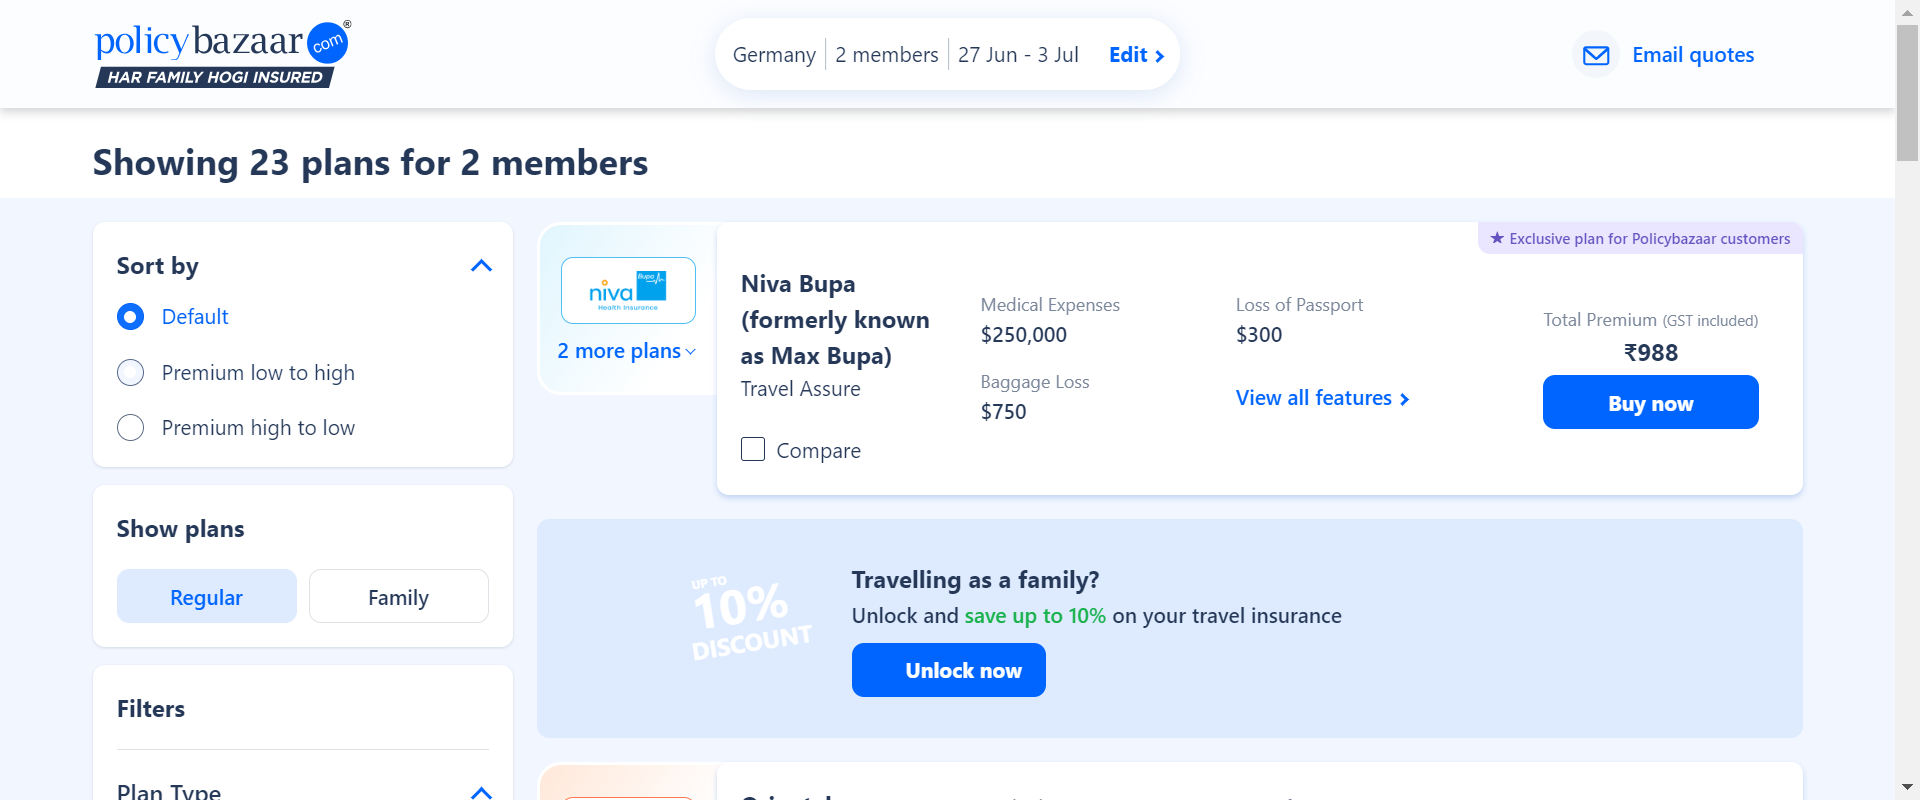 policybazaar.com®
HAR FAMILY HOGI INSURED
Germany 2 members 27 Jun - 3 Jul Edit
Email quotes
Showing 23 plans for 2 members
Sort by
Default
Premium low to high
Premium high to low
Show plans
Regular Family
Filters
Plan Type
niva Bupa
Health Insurance
2 more plans
Exclusive plan for Policybazaar customers
Niva Bupa
(formerly known
as Max Bupa)
Travel Assure
Compare
Medical Expenses
$250,000
Loss of Passport
$300
Baggage Loss
$750
View all features
Total Premium (GST included)
₹988
Buy now
UP TO
10%
DISCOUNT
Travelling as a family?
Unlock and save up to 10% on your travel insurance
Unlock now